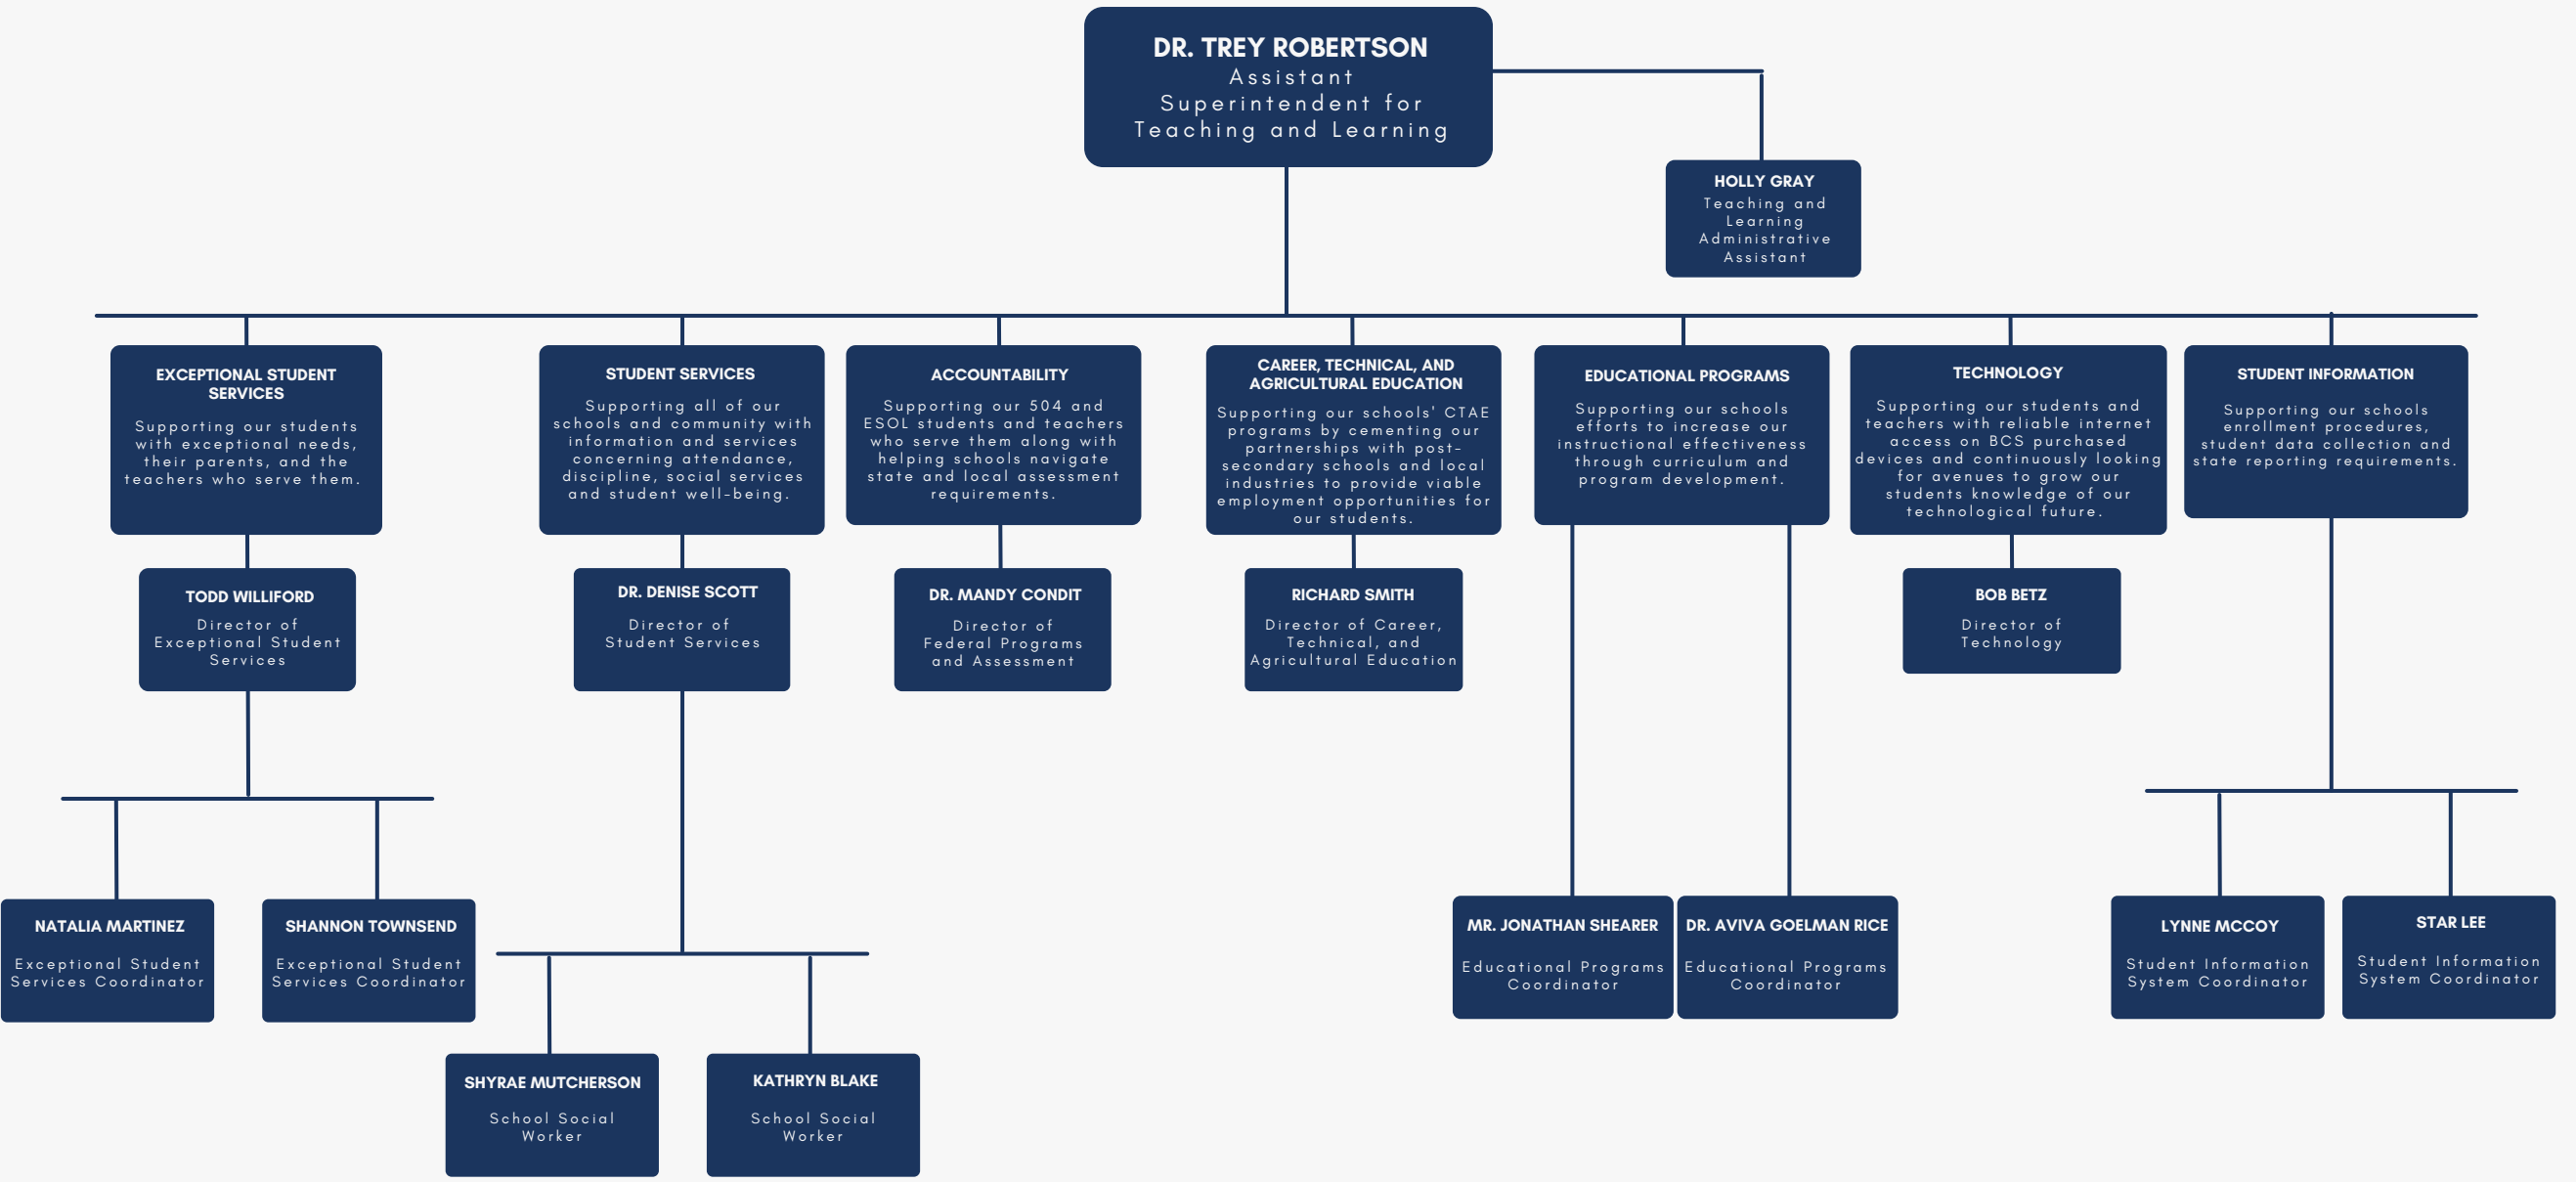 DR. TREY ROBERTSON
Assistant
Superintendent for
Teaching and Learning
HOLLY GRAY
Teaching and
Learning
Administrative
Assistant
EXCEPTIONAL STUDENT
SERVICES
Supporting our students
with exceptional needs,
their parents, and the
teachers who serve them.
STUDENT SERVICES
Supporting all of our
schools and community with
information and services
concerning attendance,
discipline, social services
and student well-being.
ACCOUNTABILITY
Supporting our 504 and
ESOL students and teachers
who serve them along with
helping schools navigate
state and local assessment
requirements.
CAREER, TECHNICAL, AND
AGRICULTURAL EDUCATION
Supporting our schools' CTAE
programs by cementing our
partnerships with post-
secondary schools and local
industries to provide viable
employment opportunities for
our students.
EDUCATIONAL PROGRAMS
Supporting our schools
efforts to increase our
instructional effectiveness
through curriculum and
program development.
TECHNOLOGY
Supporting our students and
teachers with reliable internet
access on BCS purchased
devices and continuously looking
for avenues to grow our
students knowledge of our
technological future.
STUDENT INFORMATION
Supporting our schools
enrollment procedures,
student data collection and
state reporting requirements.
TODD WILLIFORD
Director of
Exceptional Student
Services
DR. DENISE SCOTT
Director of
Student Services
DR. MANDY CONDIT
Director of
Federal Programs
and Assessment
RICHARD SMITH
Director of Career,
Technical, and
Agricultural Education
BOB BETZ
Director of
Technology
NATALIA MARTINEZ
Exceptional Student
Services Coordinator
SHANNON TOWNSEND
Exceptional Student
Services Coordinator
MR. JONATHAN SHEARER
Educational Programs
Coordinator
DR. AVIVA GOELMAN RICE
Educational Programs
Coordinator
LYNNE MCCOY
Student Information
System Coordinator
STAR LEE
Student Information
System Coordinator
SHYRAE MUTCHERSON
School Social
Worker
KATHRYN BLAKE
School Social
Worker